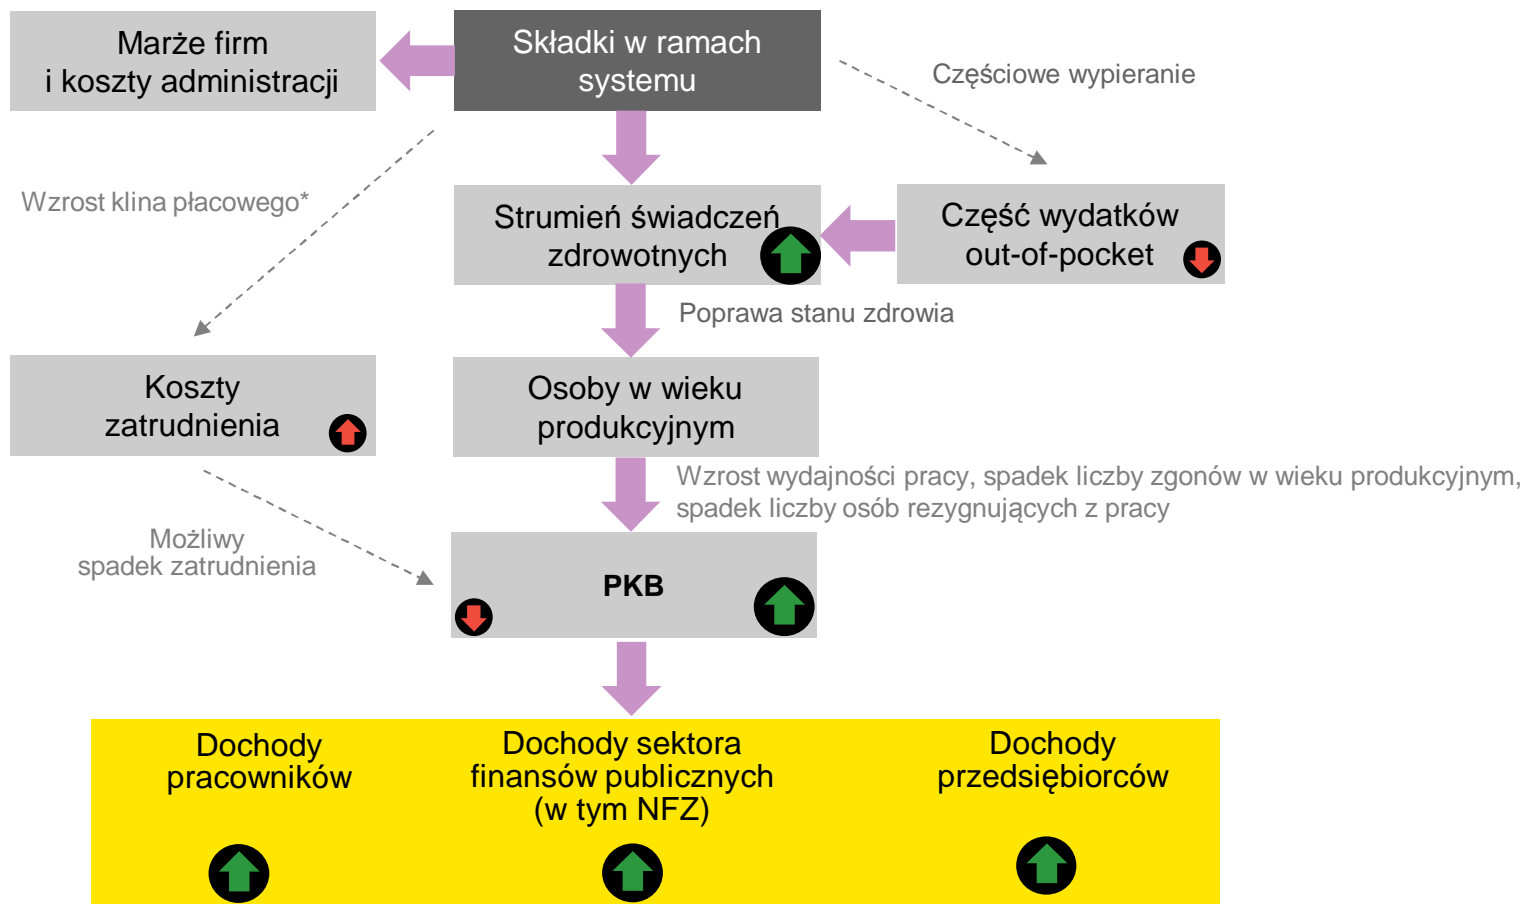 Marże firm
i koszty administracji
Składki w ramach
systemu
Częściowe wypieranie
Wzrost klina płacowego*
Strumień świadczeń
zdrowotnych
Część wydatków
out-of-pocket
Poprawa stanu zdrowia
Koszty
zatrudnienia
Osoby w wieku
produkcyjnym
Wzrost wydajności pracy, spadek liczby zgonów w wieku produkcyjnym,
spadek liczby osób rezygnujących z pracy
Możliwy
spadek zatrudnienia
PKB
Dochody
pracowników
Dochody sektora
finansów publicznych
(w tym NFZ)
Dochody
przedsiębiorców